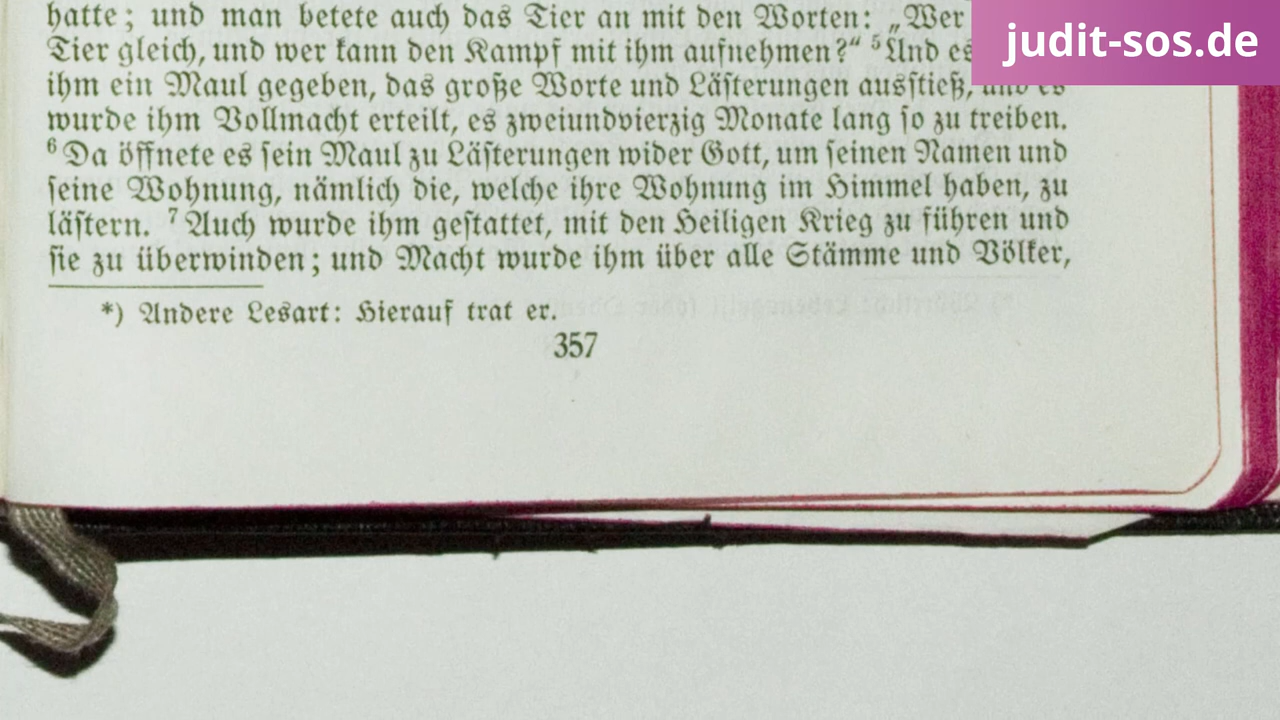 hatte; und man betete auch das Tier an mit den Worten: „Wer
judit-sos.de
Tier gleich, und wer kann den Kampf mit ihm aufnehmen?“ ⁵Und es
ihm ein Maul gegeben, das große Worte und Lästerungen ausstieß, und es
wurde ihm Vollmacht erteilt, es zweiundvierzig Monate lang so zu treiben.
⁶Da öffnete es sein Maul zu Lästerungen wider Gott, um seinen Namen und
seine Wohnung, nämlich die, welche ihre Wohnung im Himmel haben, zu
lästern. ⁷Auch wurde ihm gestattet, mit den Heiligen Krieg zu führen und
sie zu überwinden; und Macht wurde ihm über alle Stämme und Völker,
*) Andere Lesart: Hierauf trat er.
357